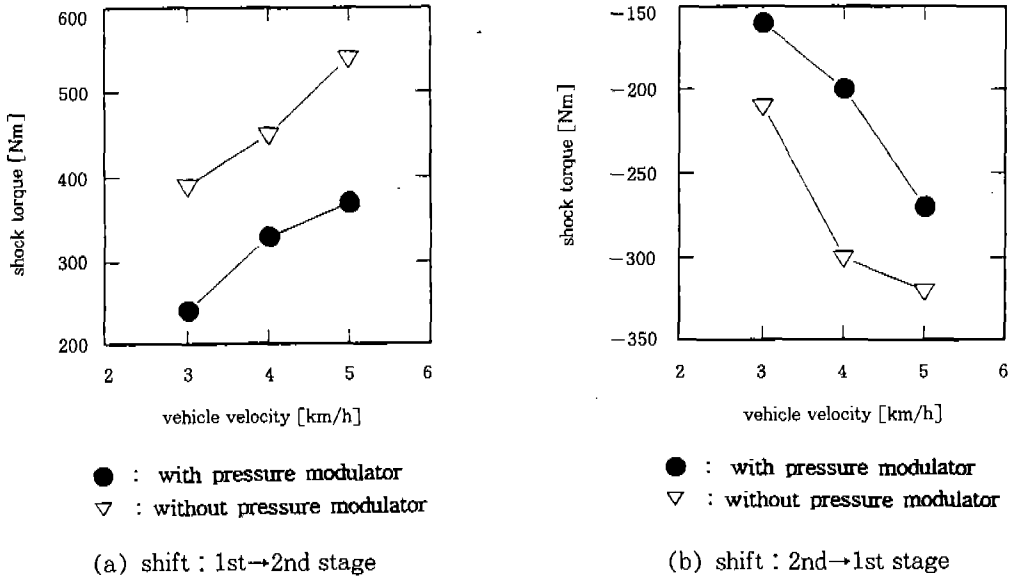 600
500
400
300
200
shock torque [Nm]
2 3 4 5 6
vehicle velocity [km/h]
● : with pressure modulator
▽ : without pressure modulator
(a) shift : 1st→2nd stage
−150
−200
−250
−300
−350
shock torque [Nm]
2 3 4 5 6
vehicle velocity [km/h]
● : with pressure modulator
▽ : without pressure modulator
(b) shift : 2nd→1st stage